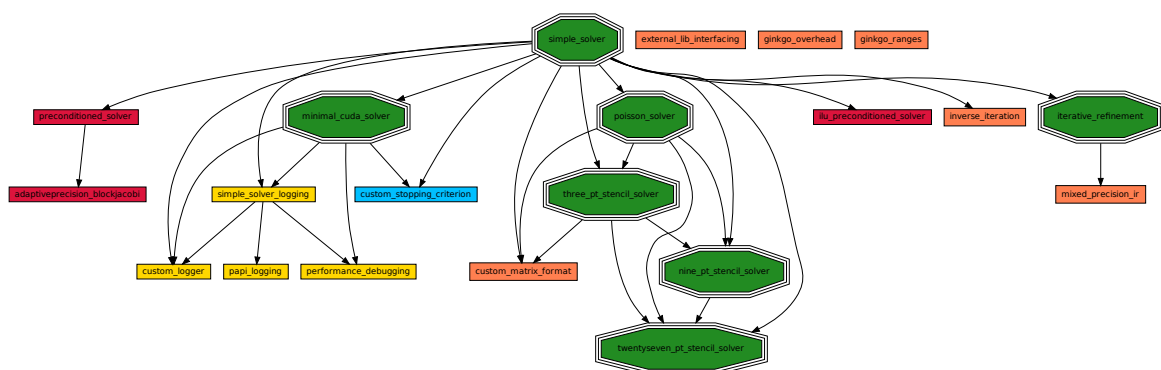 simple_solver
external_lib_interfacing
ginkgo_overhead
ginkgo_ranges
preconditioned_solver
minimal_cuda_solver
poisson_solver
ilu_preconditioned_solver
inverse_iteration
iterative_refinement
adaptiveprecision_blockjacobi
simple_solver_logging
custom_stopping_criterion
three_pt_stencil_solver
mixed_precision_ir
custom_logger
papi_logging
performance_debugging
custom_matrix_format
nine_pt_stencil_solver
twentyseven_pt_stencil_solver